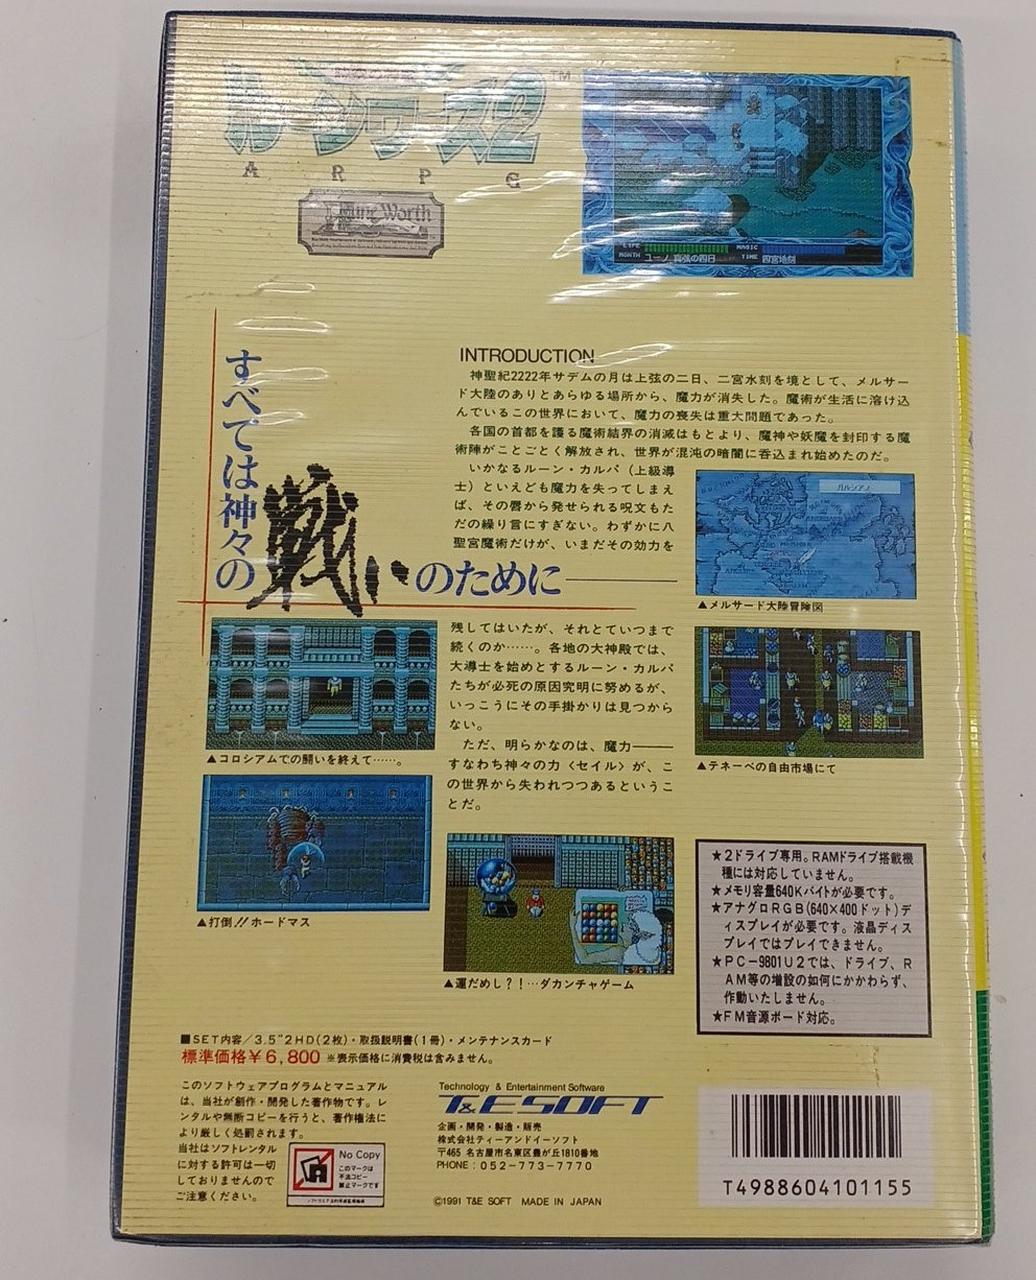 ルーンワース2™
A R P G
Rune Worth
LIFE MAGIC
MONTH ユーノ 真弦の四日 TIME 四宮地刻
すべては神々の
戦いのために
INTRODUCTION
神聖紀2222年サデムの月は上弦の二日、二宮水刻を境として、メルサー
ド大陸のありとあらゆる場所から、魔力が消失した。魔術が生活に溶け込
んでいるこの世界において、魔力の喪失は重大問題であった。
各国の首都を護る魔術結界の消滅はもとより、魔神や妖魔を封印する魔
術陣がことごとく解放され、世界が混沌の暗闇に呑込まれ始めたのだ。
いかなるルーン・カルバ（上級導
士）といえども魔力を失ってしまえ
ば、その唇から発せられる呪文もた
だの繰り言にすぎない。わずかに八
聖宮魔術だけが、いまだその効力を
ガルシアノ
▲メルサード大陸冒険図
残してはいたが、それとていつまで
続くのか……。各地の大神殿では、
大導士を始めとするルーン・カルバ
たちが必死の原因究明に努めるが、
いっこうにその手掛かりは見つから
ない。
ただ、明らかなのは、魔力――
すなわち神々の力〈セイル〉が、こ
の世界から失われつつあるというこ
とだ。
▲コロシアムでの闘いを終えて……。
▲テネーベの自由市場にて
▲打倒!!ホードマス
▲運だめし?!…ダカンチャゲーム
★2ドライブ専用。RAMドライブ搭載機
種には対応していません。
★メモリ容量640Kバイトが必要です。
★アナグロRGB(640×400ドット)デ
ィスプレイが必要です。液晶ディス
プレイではプレイできません。
★PC-9801U2では、ドライブ、R
AM等の増設の如何にかかわらず、
作動いたしません。
★FM音源ボード対応。
■SET内容/3.5"2HD(2枚)・取扱説明書(1冊)・メンテナンスカード
標準価格¥6,800 ※表示価格に消費税は含みません。
このソフトウェアプログラムとマニュアル
は、当社が創作・開発した著作物です。レ
ンタルや無断コピーを行うと、著作権法に
より厳しく処罰されます。
当社はソフトレンタル
に対する許可は一切
しておりませんので
ご注意ください。
No Copy
このマークは
不法コピー
禁止マークです
Technology & Entertainment Software
T&E SOFT
企画・開発・製造・販売
株式会社ティーアンドイーソフト
〒465 名古屋市名東区豊が丘1810番地
PHONE：052-773-7770
©1991 T&E SOFT MADE IN JAPAN
T4988604101155